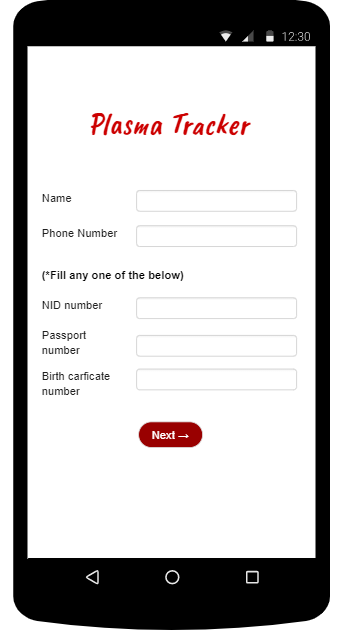 12:30
Plasma Tracker
Name
Phone Number
(*Fill any one of the below)
NID number
Passport
number
Birth carficate
number
Next →